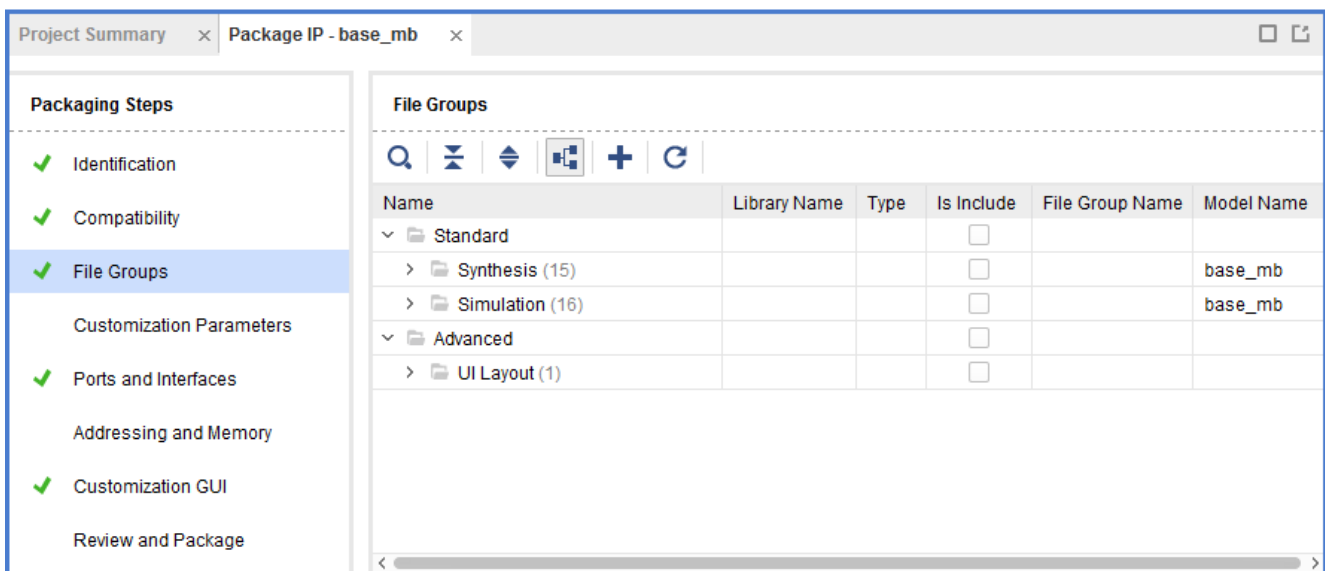 Project Summary × Package IP - base_mb ×
Packaging Steps
Identification
Compatibility
File Groups
Customization Parameters
Ports and Interfaces
Addressing and Memory
Customization GUI
Review and Package
File Groups
Name Library Name Type Is Include File Group Name Model Name
Standard
Synthesis (15) base_mb
Simulation (16) base_mb
Advanced
UI Layout (1)